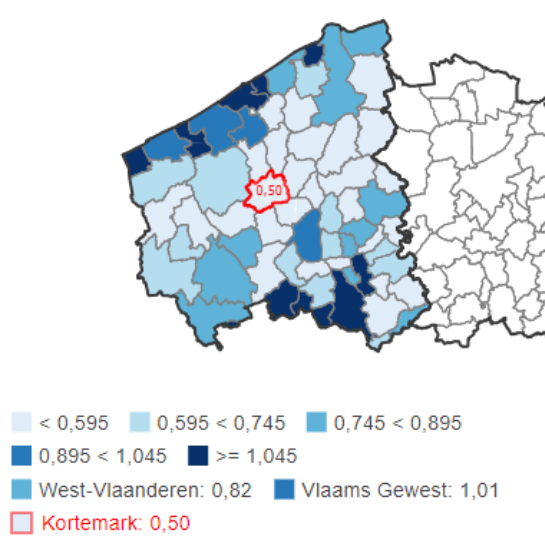 0,50
< 0,595 0,595 < 0,745 0,745 < 0,895
0,895 < 1,045 >= 1,045
West-Vlaanderen: 0,82 Vlaams Gewest: 1,01
Kortemark: 0,50